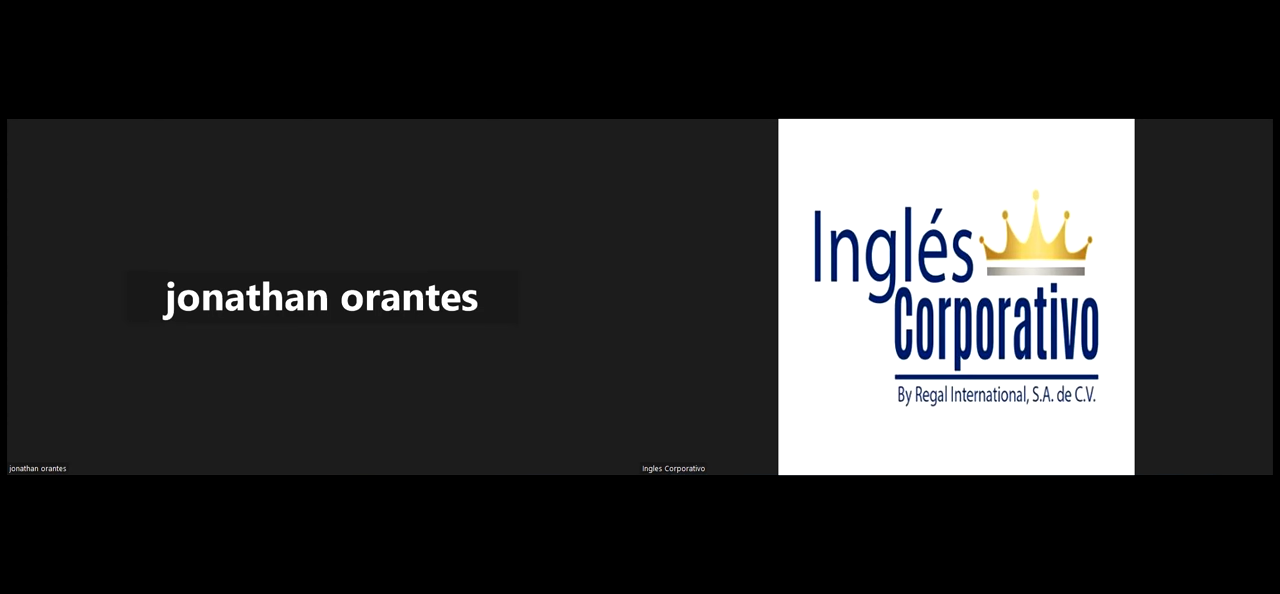 jonathan orantes
Inglés
Corporativo
By Regal International, S.A. de C.V.
jonathan orantes
Ingles Corporativo